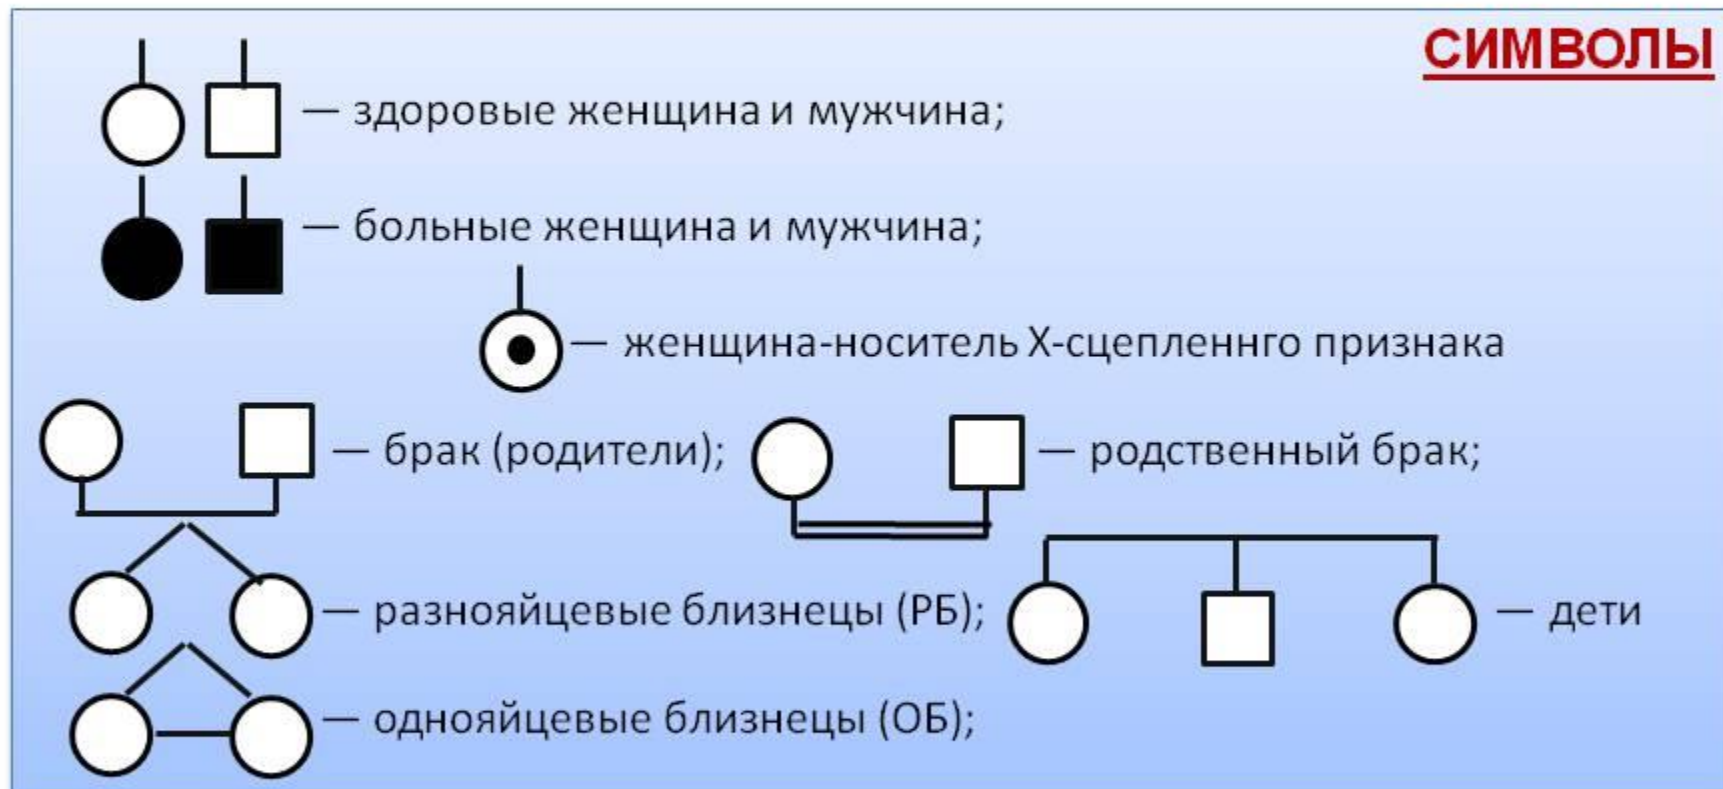 СИМВОЛЫ
— здоровые женщина и мужчина;
— больные женщина и мужчина;
— женщина-носитель Х-сцепленнго признака
— брак (родители);
— родственный брак;
— разнояйцевые близнецы (РБ);
— дети
— однояйцевые близнецы (ОБ);